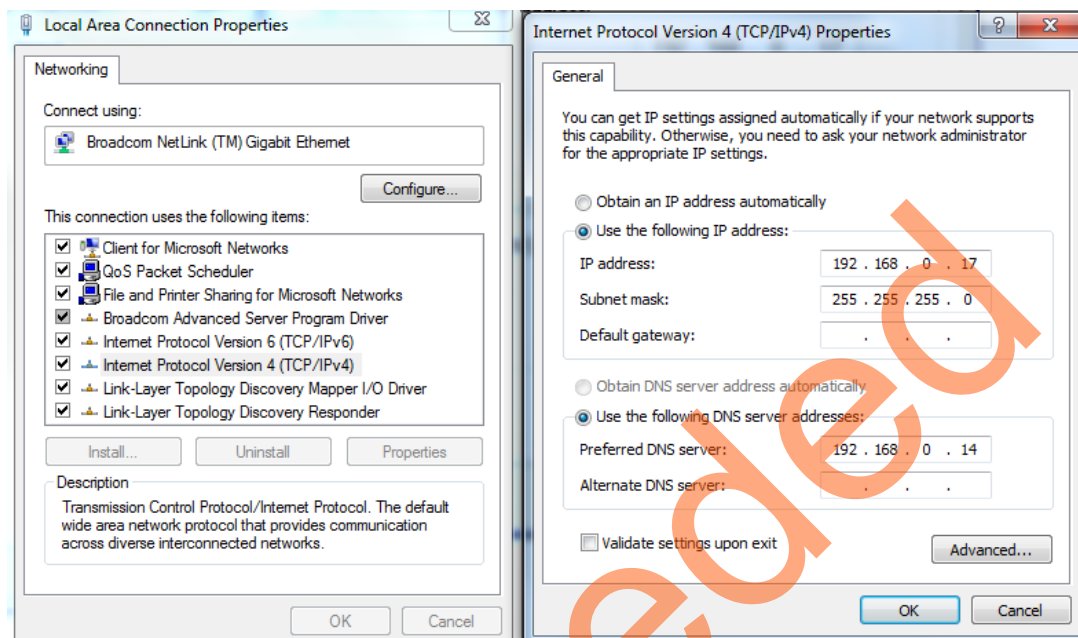 Local Area Connection Properties
Networking
Connect using:
Broadcom NetLink (TM) Gigabit Ethernet
Configure...
This connection uses the following items:
Client for Microsoft Networks
QoS Packet Scheduler
File and Printer Sharing for Microsoft Networks
Broadcom Advanced Server Program Driver
Internet Protocol Version 6 (TCP/IPv6)
Internet Protocol Version 4 (TCP/IPv4)
Link-Layer Topology Discovery Mapper I/O Driver
Link-Layer Topology Discovery Responder
Install...
Uninstall
Properties
Description
Transmission Control Protocol/Internet Protocol. The default
wide area network protocol that provides communication
across diverse interconnected networks.
OK
Cancel
Internet Protocol Version 4 (TCP/IPv4) Properties
General
You can get IP settings assigned automatically if your network supports
this capability. Otherwise, you need to ask your network administrator
for the appropriate IP settings.
Obtain an IP address automatically
Use the following IP address:
IP address: 192 . 168 . 0 . 17
Subnet mask: 255 . 255 . 255 . 0
Default gateway: . . .
Obtain DNS server address automatically
Use the following DNS server addresses:
Preferred DNS server: 192 . 168 . 0 . 14
Alternate DNS server: . . .
Validate settings upon exit
Advanced...
OK
Cancel
eded